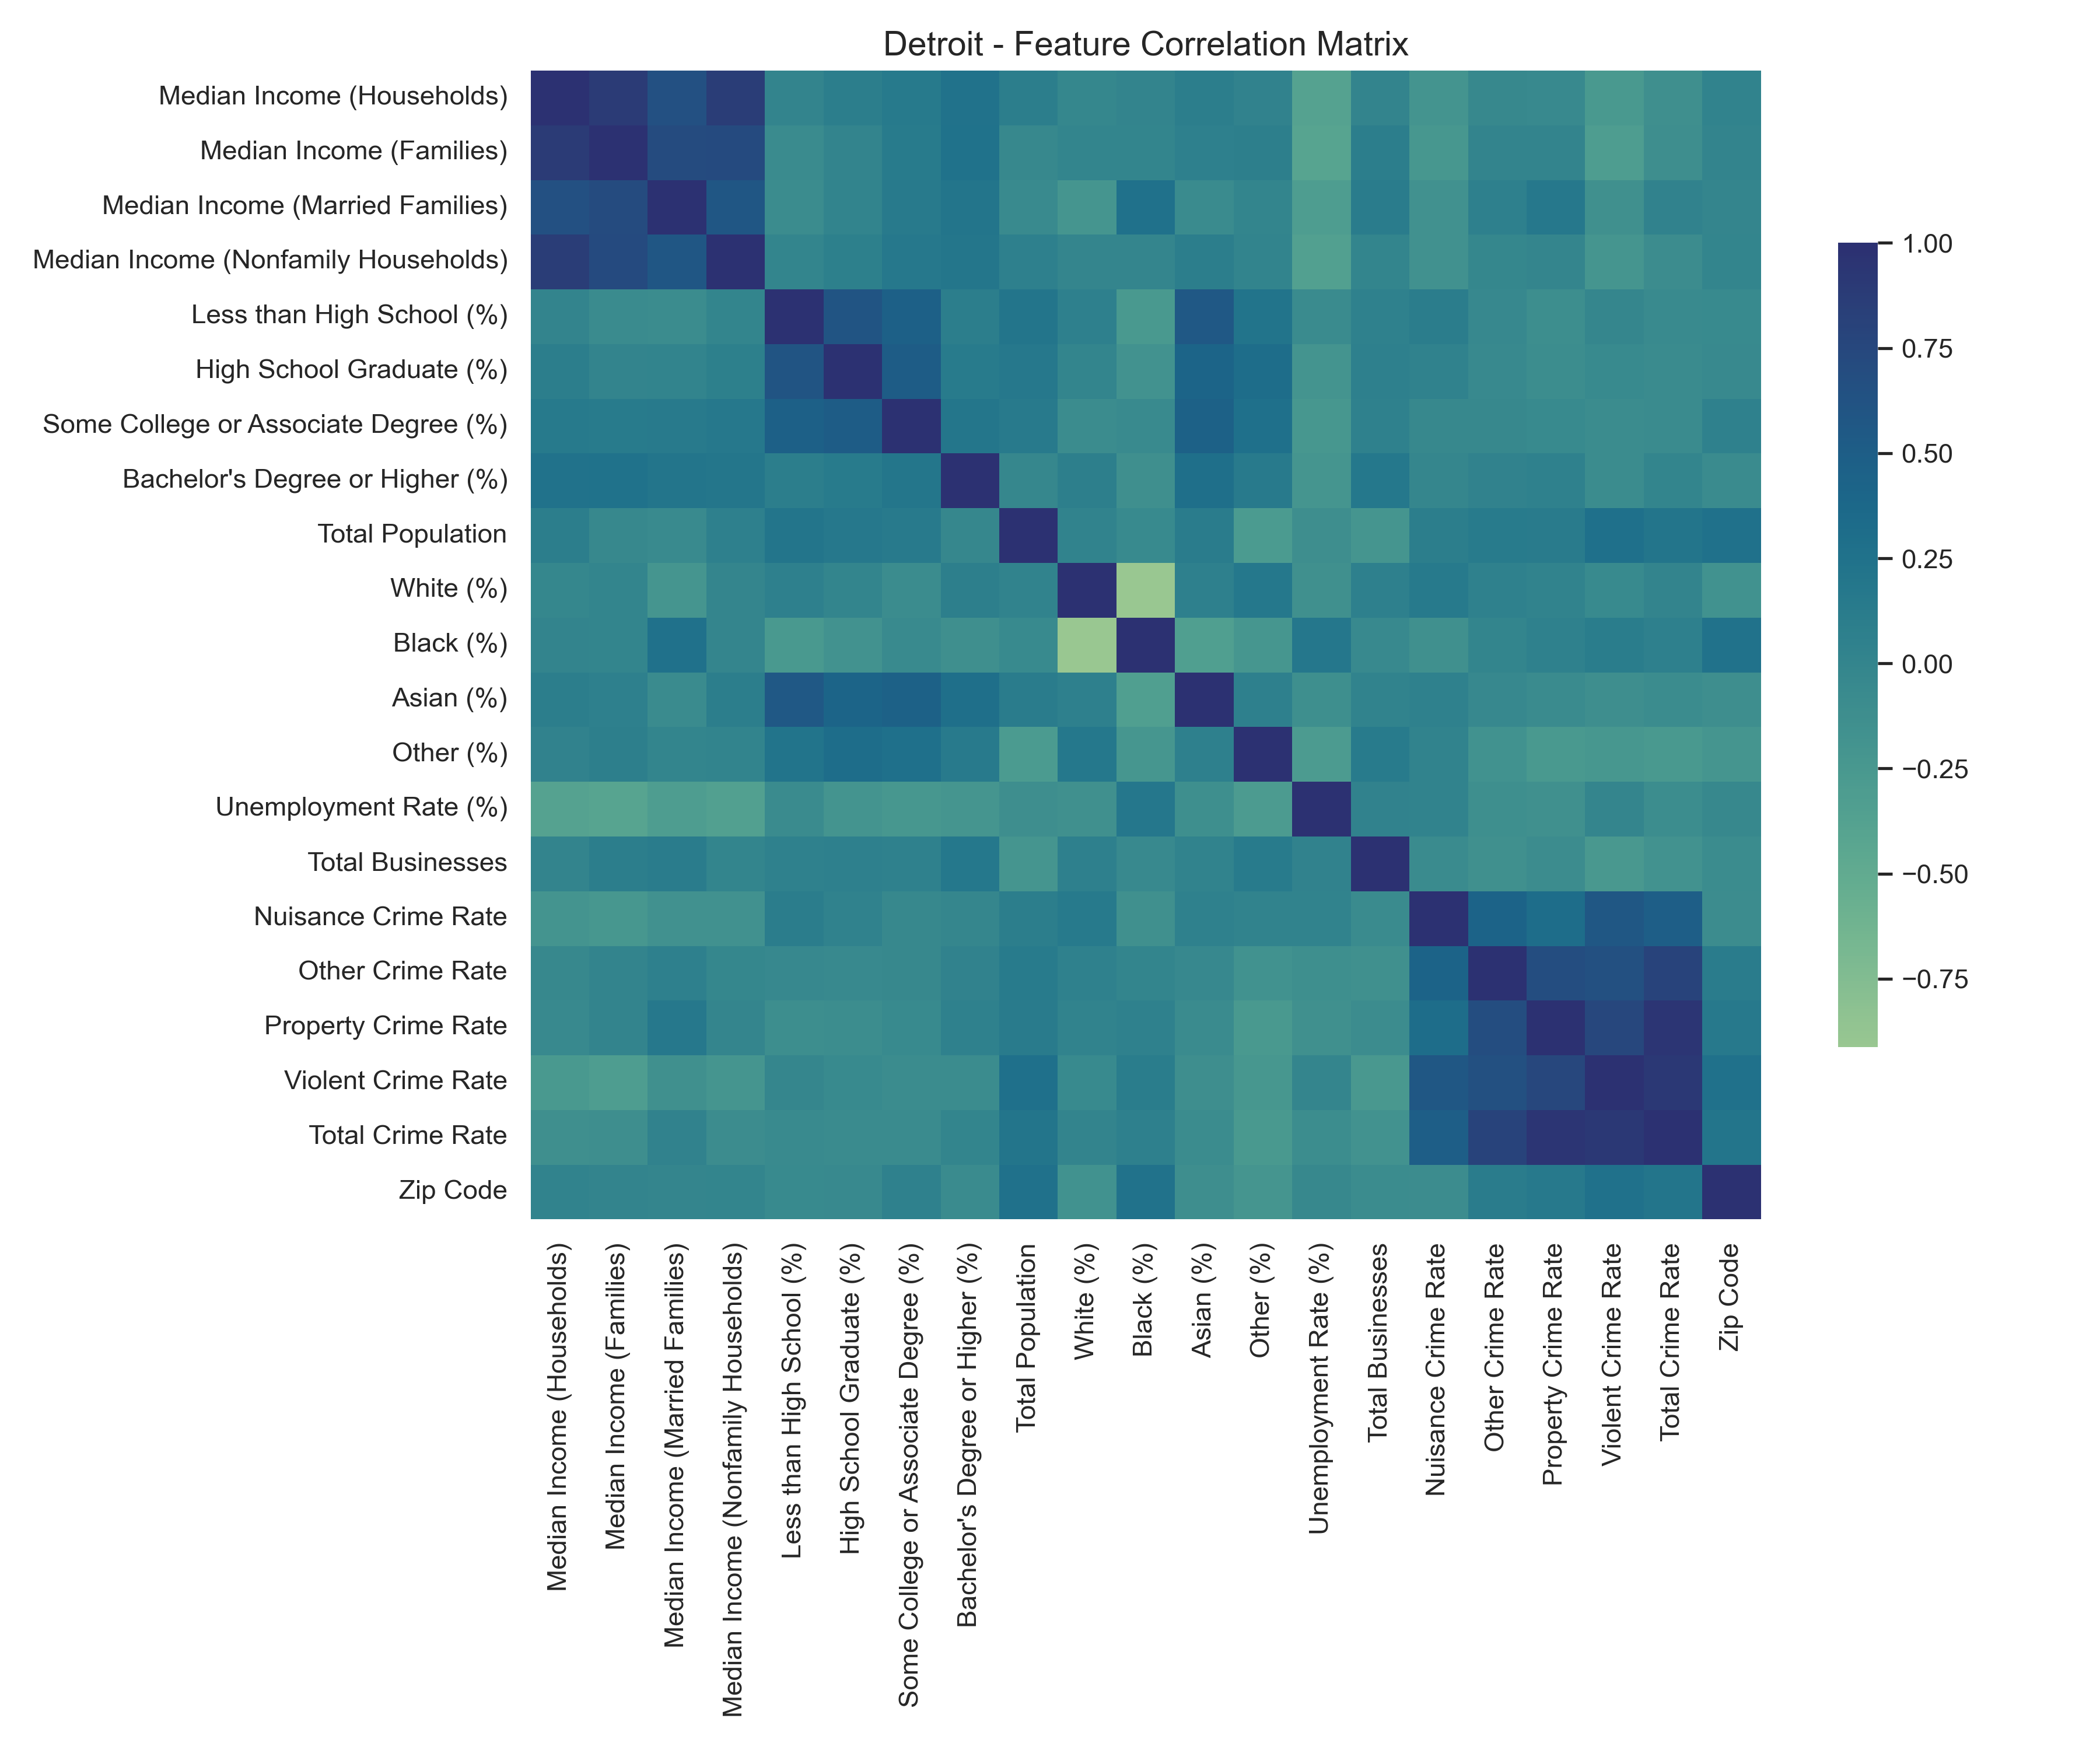 Detroit - Feature Correlation Matrix
Median Income (Households)
Median Income (Families)
Median Income (Married Families)
Median Income (Nonfamily Households)
Less than High School (%)
High School Graduate (%)
Some College or Associate Degree (%)
Bachelor's Degree or Higher (%)
Total Population
White (%)
Black (%)
Asian (%)
Other (%)
Unemployment Rate (%)
Total Businesses
Nuisance Crime Rate
Other Crime Rate
Property Crime Rate
Violent Crime Rate
Total Crime Rate
Zip Code
Median Income (Households)
Median Income (Families)
Median Income (Married Families)
Median Income (Nonfamily Households)
Less than High School (%)
High School Graduate (%)
Some College or Associate Degree (%)
Bachelor's Degree or Higher (%)
Total Population
White (%)
Black (%)
Asian (%)
Other (%)
Unemployment Rate (%)
Total Businesses
Nuisance Crime Rate
Other Crime Rate
Property Crime Rate
Violent Crime Rate
Total Crime Rate
Zip Code
1.00
0.75
0.50
0.25
0.00
−0.25
−0.50
−0.75